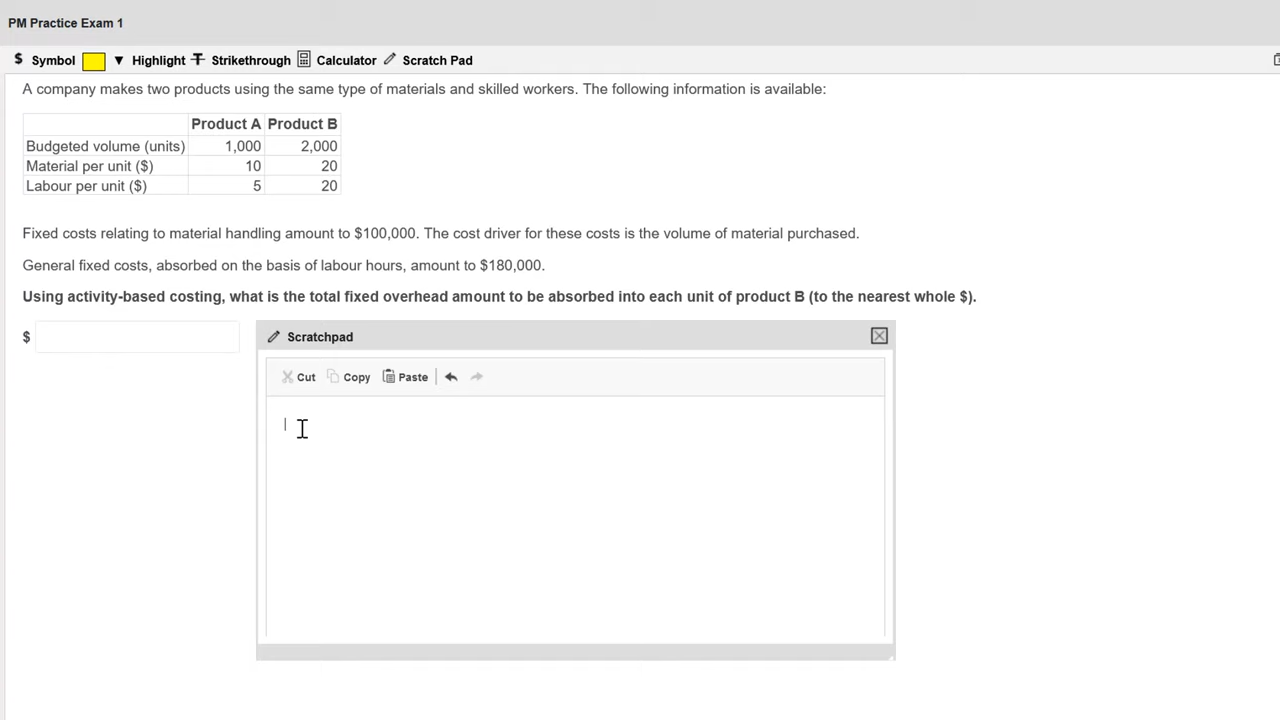 PM Practice Exam 1
$ Symbol ▼ Highlight T Strikethrough Calculator Scratch Pad
A company makes two products using the same type of materials and skilled workers. The following information is available:
Product A Product B
Budgeted volume (units) 1,000 2,000
Material per unit ($) 10 20
Labour per unit ($) 5 20
Fixed costs relating to material handling amount to $100,000. The cost driver for these costs is the volume of material purchased.
General fixed costs, absorbed on the basis of labour hours, amount to $180,000.
Using activity-based costing, what is the total fixed overhead amount to be absorbed into each unit of product B (to the nearest whole $).
$
Scratchpad
Cut Copy Paste